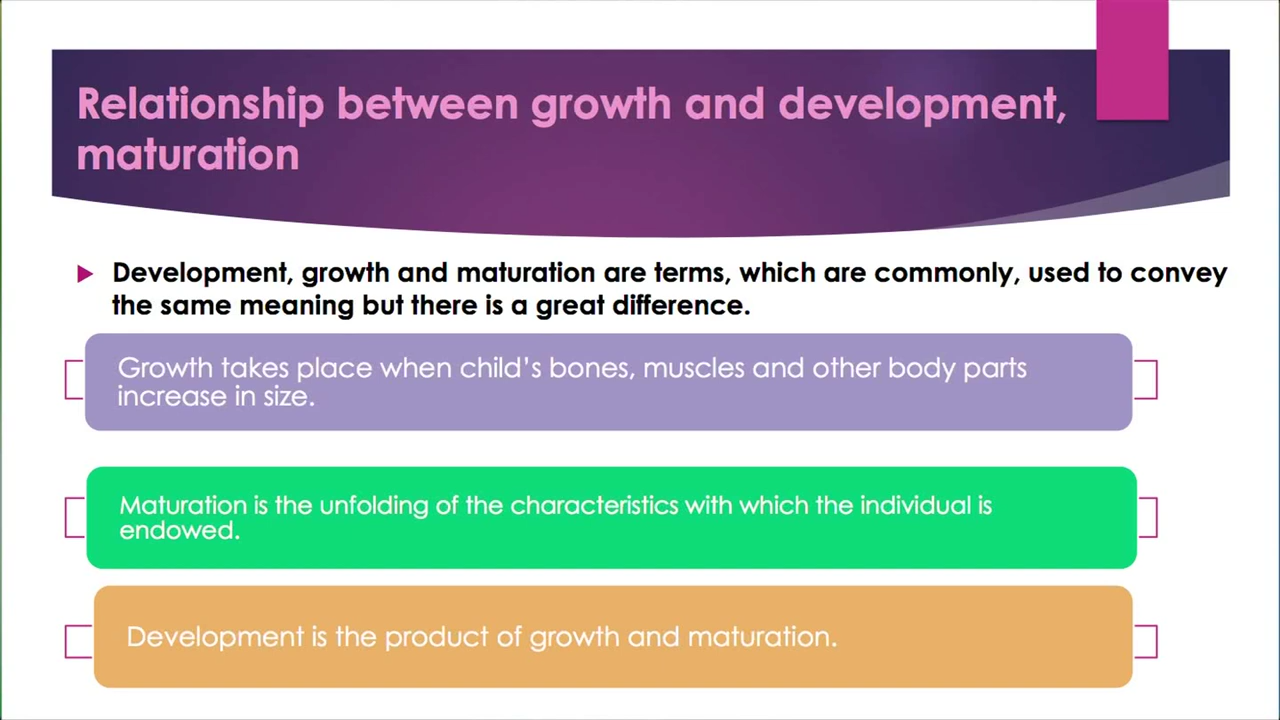 Relationship between growth and development,
maturation
Development, growth and maturation are terms, which are commonly, used to convey
the same meaning but there is a great difference.
Growth takes place when child's bones, muscles and other body parts
increase in size.
Maturation is the unfolding of the characteristics with which the individual is
endowed.
Development is the product of growth and maturation.